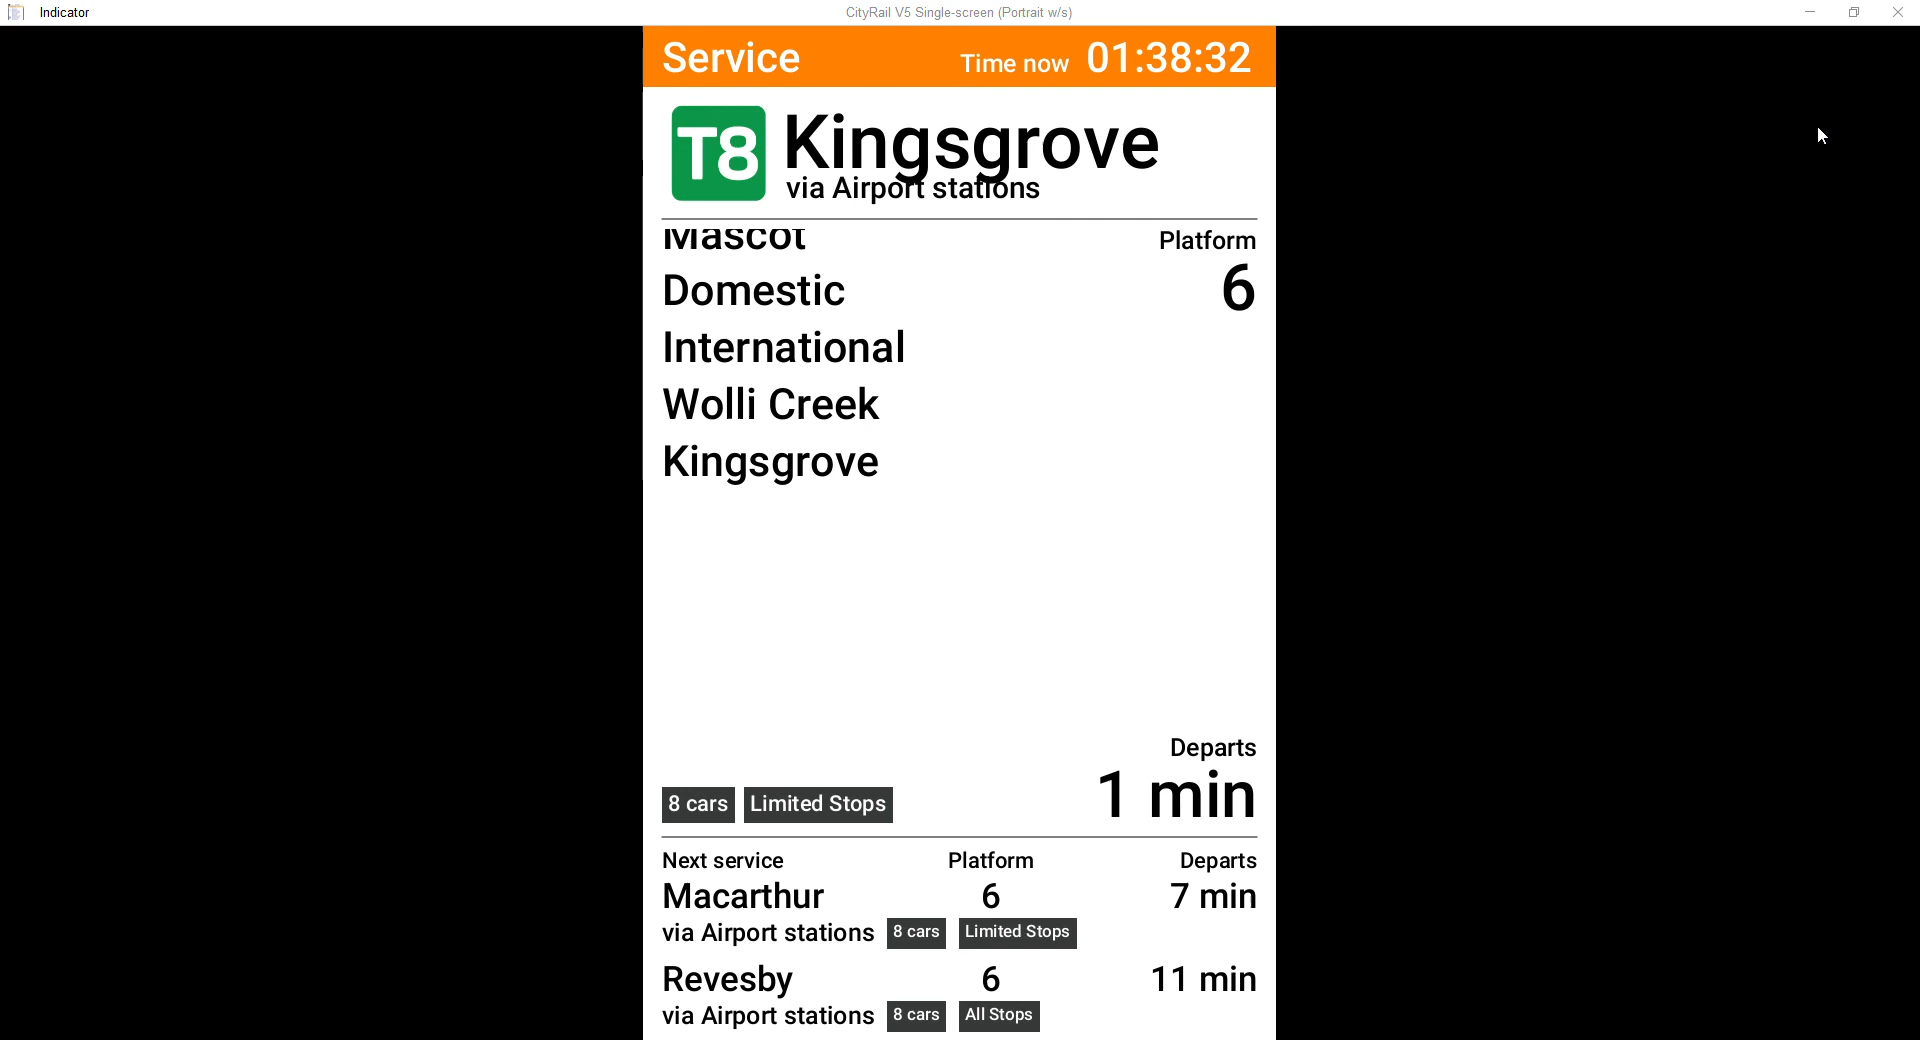 Indicator
CityRail V5 Single-screen (Portrait w/s)
Service Time now 01:38:32
T8 Kingsgrove
via Airport stations
Mascot Platform
Domestic 6
International
Wolli Creek
Kingsgrove
Departs
8 cars Limited Stops 1 min
Next service Platform Departs
Macarthur 6 7 min
via Airport stations 8 cars Limited Stops
Revesby 6 11 min
via Airport stations 8 cars All Stops